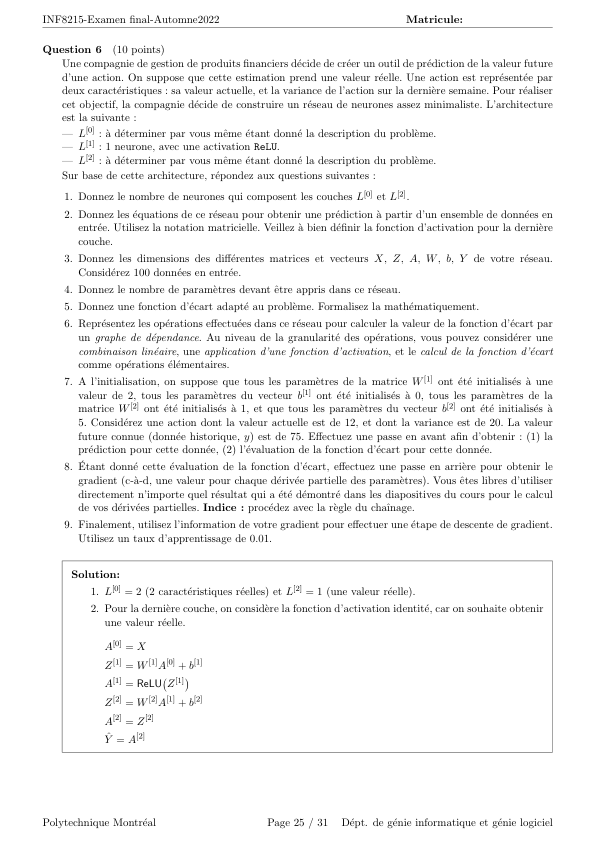 INF8215-Examen final-Automne2022 Matricule:
Question 6 (10 points)
Une compagnie de gestion de produits financiers décide de créer un outil de prédiction de la valeur future
d'une action. On suppose que cette estimation prend une valeur réelle. Une action est représentée par
deux caractéristiques : sa valeur actuelle, et la variance de l'action sur la dernière semaine. Pour réaliser
cet objectif, la compagnie décide de construire un réseau de neurones assez minimaliste. L'architecture
est la suivante :
— L^[0] : à déterminer par vous même étant donné la description du problème.
— L^[1] : 1 neurone, avec une activation ReLU.
— L^[2] : à déterminer par vous même étant donné la description du problème.
Sur base de cette architecture, répondez aux questions suivantes :
1. Donnez le nombre de neurones qui composent les couches L^[0] et L^[2].
2. Donnez les équations de ce réseau pour obtenir une prédiction à partir d'un ensemble de données en
entrée. Utilisez la notation matricielle. Veillez à bien définir la fonction d'activation pour la dernière
couche.
3. Donnez les dimensions des différentes matrices et vecteurs X, Z, A, W, b, Y de votre réseau.
Considérez 100 données en entrée.
4. Donnez le nombre de paramètres devant être appris dans ce réseau.
5. Donnez une fonction d'écart adapté au problème. Formalisez la mathématiquement.
6. Représentez les opérations effectuées dans ce réseau pour calculer la valeur de la fonction d'écart par
un graphe de dépendance. Au niveau de la granularité des opérations, vous pouvez considérer une
combinaison linéaire, une application d'une fonction d'activation, et le calcul de la fonction d'écart
comme opérations élémentaires.
7. A l'initialisation, on suppose que tous les paramètres de la matrice W^[1] ont été initialisés à une
valeur de 2, tous les paramètres du vecteur b^[1] ont été initialisés à 0, tous les paramètres de la
matrice W^[2] ont été initialisés à 1, et que tous les paramètres du vecteur b^[2] ont été initialisés à
5. Considérez une action dont la valeur actuelle est de 12, et dont la variance est de 20. La valeur
future connue (donnée historique, y) est de 75. Effectuez une passe en avant afin d'obtenir : (1) la
prédiction pour cette donnée, (2) l'évaluation de la fonction d'écart pour cette donnée.
8. Étant donné cette évaluation de la fonction d'écart, effectuez une passe en arrière pour obtenir le
gradient (c-à-d, une valeur pour chaque dérivée partielle des paramètres). Vous êtes libres d'utiliser
directement n'importe quel résultat qui a été démontré dans les diapositives du cours pour le calcul
de vos dérivées partielles. Indice : procédez avec la règle du chaînage.
9. Finalement, utilisez l'information de votre gradient pour effectuer une étape de descente de gradient.
Utilisez un taux d'apprentissage de 0.01.
Solution:
1. L^[0] = 2 (2 caractéristiques réelles) et L^[2] = 1 (une valeur réelle).
2. Pour la dernière couche, on considère la fonction d'activation identité, car on souhaite obtenir
une valeur réelle.
A^[0] = X
Z^[1] = W^[1]A^[0] + b^[1]
A^[1] = ReLU(Z^[1])
Z^[2] = W^[2]A^[1] + b^[2]
A^[2] = Z^[2]
Ŷ = A^[2]
Polytechnique Montréal Page 25 / 31 Dépt. de génie informatique et génie logiciel